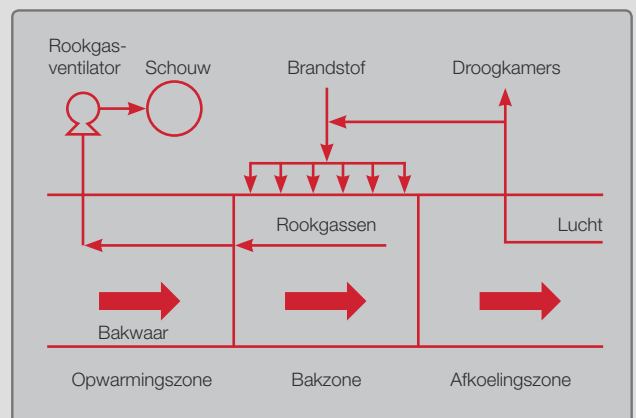 Rookgas-
ventilator
Schouw
Brandstof
Droogkamers
Rookgassen
Lucht
Bakwaar
Opwarmingszone
Bakzone
Afkoelingszone